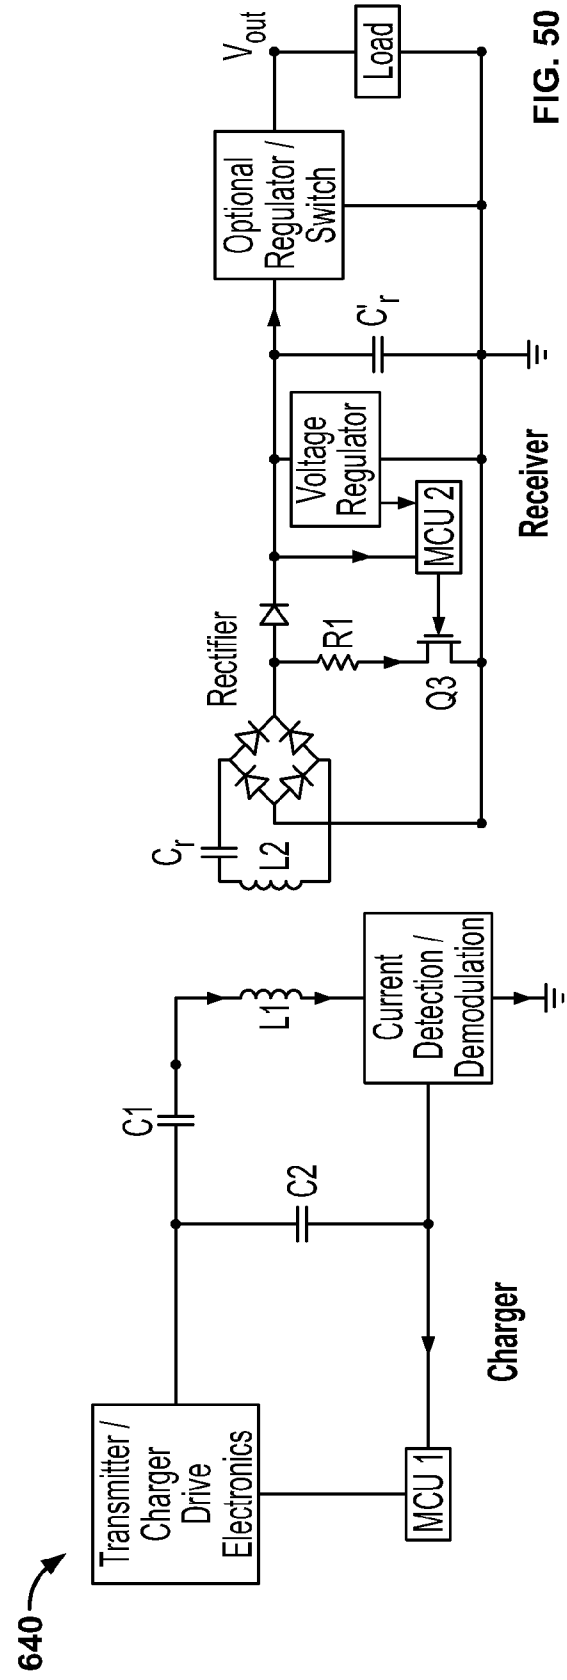 640
Transmitter /
Charger
Drive
Electronics
MCU 1
C1
C2
L1
Current
Detection /
Demodulation
Charger
Cr
L2
Rectifier
R1
Q3
Voltage
Regulator
MCU 2
C'r
Optional
Regulator /
Switch
Vout
Load
Receiver
FIG. 50